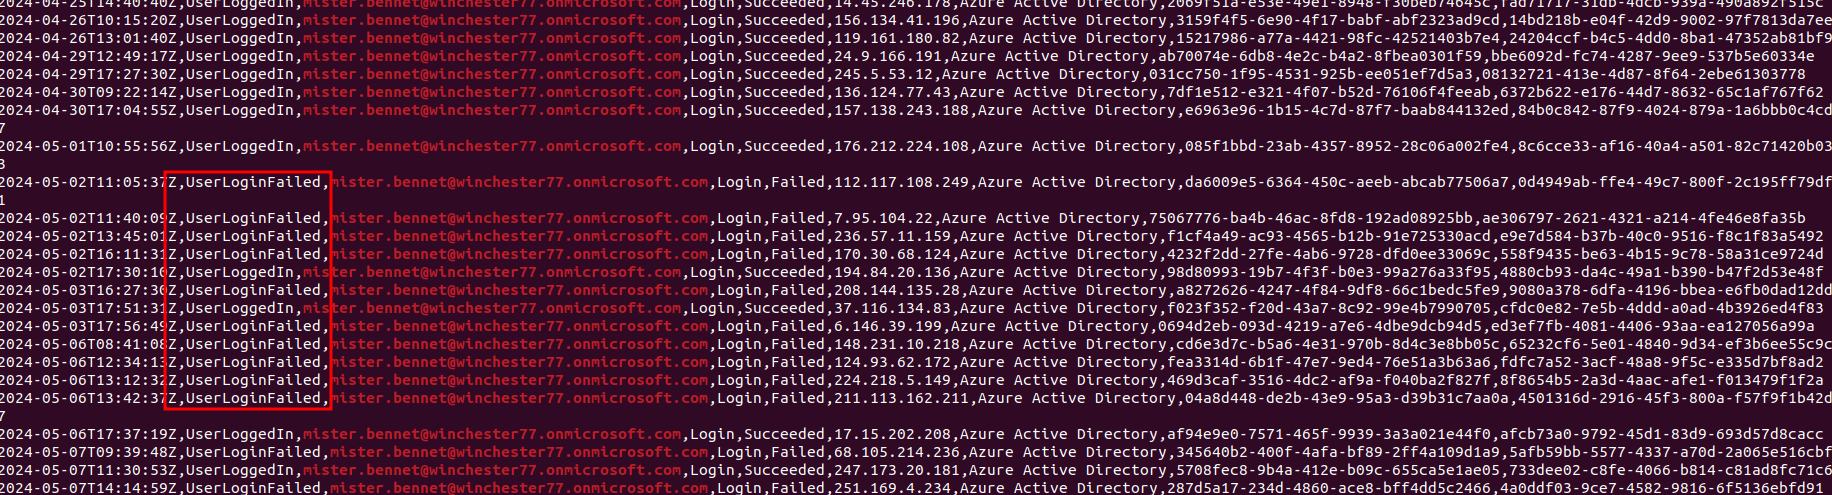 2024-04-25T14:40:40Z,UserLoggedIn,mister.bennet@winchester77.onmicrosoft.com,Login,Succeeded,14.45.246.178,Azure Active Directory,2069f51a-e53e-49e1-8948-f30beb74645c,fad71717-31db-4dcb-939a-490a892f515c
2024-04-26T10:15:20Z,UserLoggedIn,mister.bennet@winchester77.onmicrosoft.com,Login,Succeeded,156.134.41.196,Azure Active Directory,3159f4f5-6e90-4f17-babf-abf2323ad9cd,14bd218b-e04f-42d9-9002-97f7813da7ee
2024-04-26T13:01:40Z,UserLoggedIn,mister.bennet@winchester77.onmicrosoft.com,Login,Succeeded,119.161.180.82,Azure Active Directory,15217986-a77a-4421-98fc-42521403b7e4,24204ccf-b4c5-4dd0-8ba1-47352ab81bf9
2024-04-29T12:49:17Z,UserLoggedIn,mister.bennet@winchester77.onmicrosoft.com,Login,Succeeded,24.9.166.191,Azure Active Directory,ab70074e-6db8-4e2c-b4a2-8fbea0301f59,bbe6092d-fc74-4287-9ee9-537b5e60334e
2024-04-29T17:27:30Z,UserLoggedIn,mister.bennet@winchester77.onmicrosoft.com,Login,Succeeded,245.5.53.12,Azure Active Directory,031cc750-1f95-4531-925b-ee051ef7d5a3,08132721-413e-4d87-8f64-2ebe61303778
2024-04-30T09:22:14Z,UserLoggedIn,mister.bennet@winchester77.onmicrosoft.com,Login,Succeeded,136.124.77.43,Azure Active Directory,7df1e512-e321-4f07-b52d-76106f4feeab,6372b622-e176-44d7-8632-65c1af767f62
2024-04-30T17:04:55Z,UserLoggedIn,mister.bennet@winchester77.onmicrosoft.com,Login,Succeeded,157.138.243.188,Azure Active Directory,e6963e96-1b15-4c7d-87f7-baab844132ed,84b0c842-87f9-4024-879a-1a6bbb0c4cd
7
2024-05-01T10:55:56Z,UserLoggedIn,mister.bennet@winchester77.onmicrosoft.com,Login,Succeeded,176.212.224.108,Azure Active Directory,085f1bbd-23ab-4357-8952-28c06a002fe4,8c6cce33-af16-40a4-a501-82c71420b03
3
2024-05-02T11:05:37Z,UserLoginFailed,mister.bennet@winchester77.onmicrosoft.com,Login,Failed,112.117.108.249,Azure Active Directory,da6009e5-6364-450c-aeeb-abcab77506a7,0d4949ab-ffe4-49c7-800f-2c195ff79df
1
2024-05-02T11:40:09Z,UserLoginFailed,mister.bennet@winchester77.onmicrosoft.com,Login,Failed,7.95.104.22,Azure Active Directory,75067776-ba4b-46ac-8fd8-192ad08925bb,ae306797-2621-4321-a214-4fe46e8fa35b
2024-05-02T13:45:01Z,UserLoginFailed,mister.bennet@winchester77.onmicrosoft.com,Login,Failed,236.57.11.159,Azure Active Directory,f1cf4a49-ac93-4565-b12b-91e725330acd,e9e7d584-b37b-40c0-9516-f8c1f83a5492
2024-05-02T16:11:31Z,UserLoginFailed,mister.bennet@winchester77.onmicrosoft.com,Login,Failed,170.30.68.124,Azure Active Directory,4232f2dd-27fe-4ab6-9728-dfd0ee33069c,558f9435-be63-4b15-9c78-58a31ce9724d
2024-05-02T17:30:10Z,UserLoggedIn,mister.bennet@winchester77.onmicrosoft.com,Login,Succeeded,194.84.20.136,Azure Active Directory,98d80993-19b7-4f3f-b0e3-99a276a33f95,4880cb93-da4c-49a1-b390-b47f2d53e48f
2024-05-03T16:27:30Z,UserLoginFailed,mister.bennet@winchester77.onmicrosoft.com,Login,Failed,208.144.135.28,Azure Active Directory,a8272626-4247-4f84-9df8-66c1bedc5fe9,9080a378-6dfa-4196-bbea-e6fb0dad12dd
2024-05-03T17:51:31Z,UserLoggedIn,mister.bennet@winchester77.onmicrosoft.com,Login,Succeeded,37.116.134.83,Azure Active Directory,f023f352-f20d-43a7-8c92-99e4b7990705,cfdc0e82-7e5b-4ddd-a0ad-4b3926ed4f83
2024-05-03T17:56:49Z,UserLoginFailed,mister.bennet@winchester77.onmicrosoft.com,Login,Failed,6.146.39.199,Azure Active Directory,0694d2eb-093d-4219-a7e6-4dbe9dcb94d5,ed3ef7fb-4081-4406-93aa-ea127056a99a
2024-05-06T08:41:08Z,UserLoginFailed,mister.bennet@winchester77.onmicrosoft.com,Login,Failed,148.231.10.218,Azure Active Directory,cd6e3d7c-b5a6-4e31-970b-8d4c3e8bb05c,65232cf6-5e01-4840-9d34-ef3b6ee55c9c
2024-05-06T12:34:13Z,UserLoginFailed,mister.bennet@winchester77.onmicrosoft.com,Login,Failed,124.93.62.172,Azure Active Directory,fea3314d-6b1f-47e7-9ed4-76e51a3b63a6,fdfc7a52-3acf-48a8-9f5c-e335d7bf8ad2
2024-05-06T13:12:32Z,UserLoginFailed,mister.bennet@winchester77.onmicrosoft.com,Login,Failed,224.218.5.149,Azure Active Directory,469d3caf-3516-4dc2-af9a-f040ba2f827f,8f8654b5-2a3d-4aac-afe1-f013479f1f2a
2024-05-06T13:42:37Z,UserLoginFailed,mister.bennet@winchester77.onmicrosoft.com,Login,Failed,211.113.162.211,Azure Active Directory,04a8d448-de2b-43e9-95a3-d39b31c7aa0a,4501316d-2916-45f3-800a-f57f9f1b42d
7
2024-05-06T17:37:19Z,UserLoggedIn,mister.bennet@winchester77.onmicrosoft.com,Login,Succeeded,17.15.202.208,Azure Active Directory,af94e9e0-7571-465f-9939-3a3a021e44f0,afcb73a0-9792-45d1-83d9-693d57d8cacc
2024-05-07T09:39:48Z,UserLoginFailed,mister.bennet@winchester77.onmicrosoft.com,Login,Failed,68.105.214.236,Azure Active Directory,345640b2-400f-4afa-bf89-2ff4a109d1a9,5afb59bb-5577-4337-a70d-2a065e516cbf
2024-05-07T11:30:53Z,UserLoggedIn,mister.bennet@winchester77.onmicrosoft.com,Login,Succeeded,247.173.20.181,Azure Active Directory,5708fec8-9b4a-412e-b09c-655ca5e1ae05,733dee02-c8fe-4066-b814-c81ad8fc71c6
2024-05-07T14:14:59Z,UserLoginFailed,mister.bennet@winchester77.onmicrosoft.com,Login,Failed,251.169.4.234,Azure Active Directory,287d5a17-234d-4860-ace8-bff4dd5c2466,4a0ddf03-9ce7-4582-9816-6f5136ebfd91